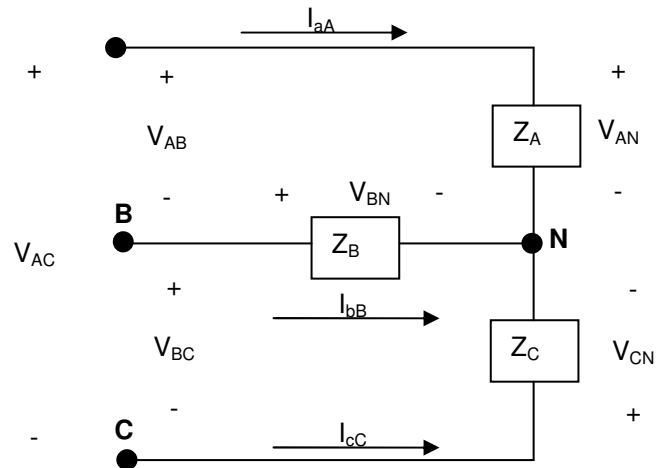 I_aA
+ + +
V_AB Z_A V_AN
- + V_BN - -
B
V_AC Z_B N
+ -
I_bB
V_BC Z_C V_CN
- +
- C I_cC